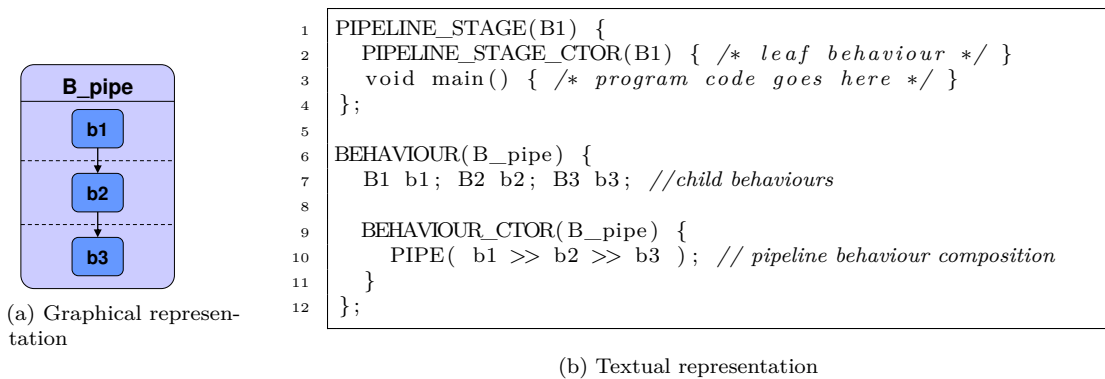 B_pipe
b1
b2
b3
(a) Graphical represen-
tation
1 PIPELINE_STAGE(B1) {
2 PIPELINE_STAGE_CTOR(B1) { /* leaf behaviour */ }
3 void main() { /* program code goes here */ }
4 };
5
6 BEHAVIOUR(B_pipe) {
7 B1 b1; B2 b2; B3 b3; //child behaviours
8
9 BEHAVIOUR_CTOR(B_pipe) {
10 PIPE( b1 >> b2 >> b3 ); // pipeline behaviour composition
11 }
12 };
(b) Textual representation